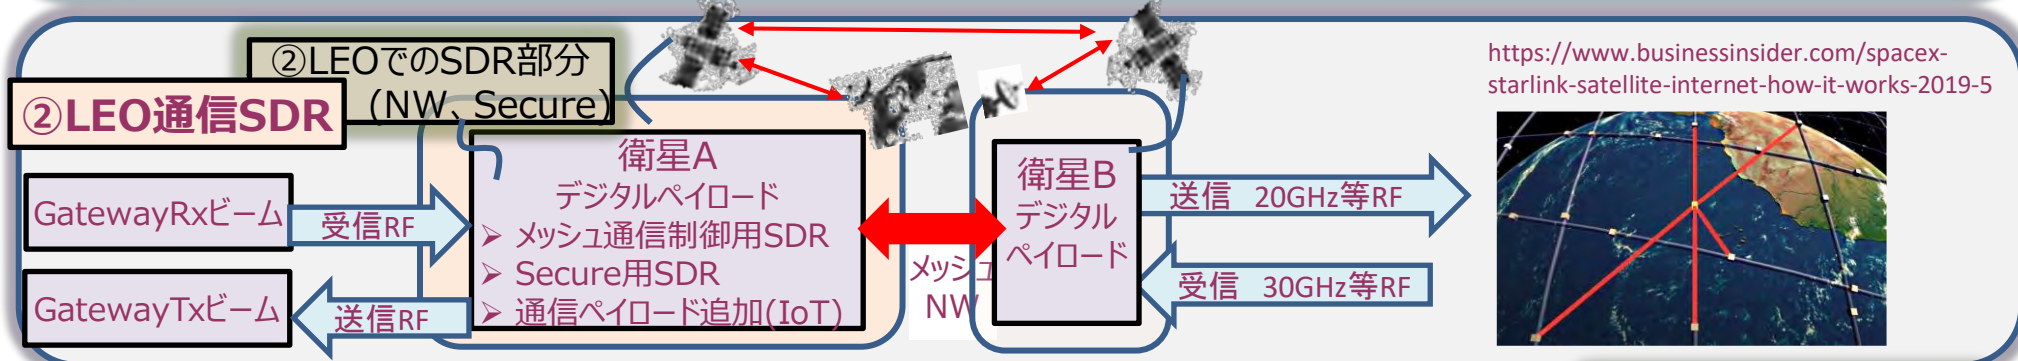 ②LEOでのSDR部分
(NW、Secure)
②LEO通信SDR
https://www.businessinsider.com/spacex-
starlink-satellite-internet-how-it-works-2019-5
GatewayRxビーム
受信RF
GatewayTxビーム
送信RF
衛星A
デジタルペイロード
➢ メッシュ通信制御用SDR
➢ Secure用SDR
➢ 通信ペイロード追加(IoT)
メッシュ
NW
衛星B
デジタル
ペイロード
送信 20GHz等RF
受信 30GHz等RF